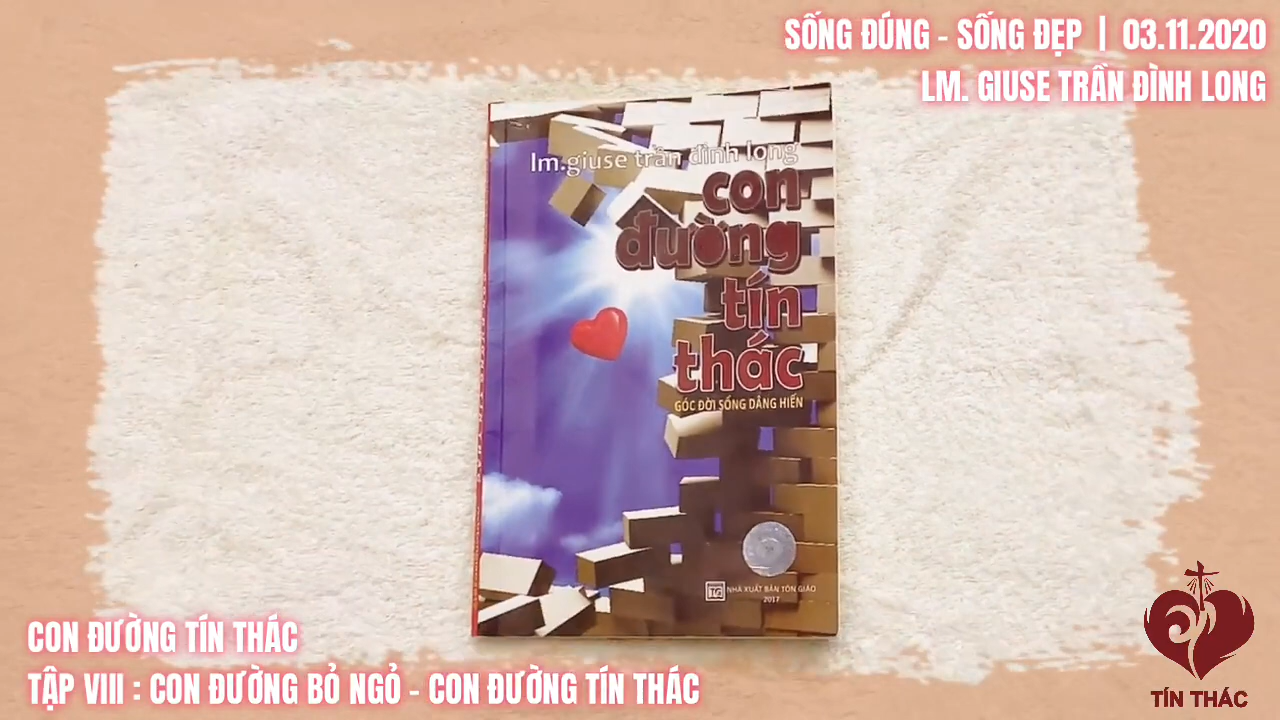 SỐNG ĐÚNG - SỐNG ĐẸP | 03.11.2020
LM. GIUSE TRẦN ĐÌNH LONG
lm.giuse trần đình long
con
đường
tín
thác
GÓC ĐỜI SỐNG DÂNG HIẾN
NHÀ XUẤT BẢN TÔN GIÁO
2017
CON ĐƯỜNG TÍN THÁC
TẬP VIII : CON ĐƯỜNG BỎ NGỎ - CON ĐƯỜNG TÍN THÁC
TÍN THÁC